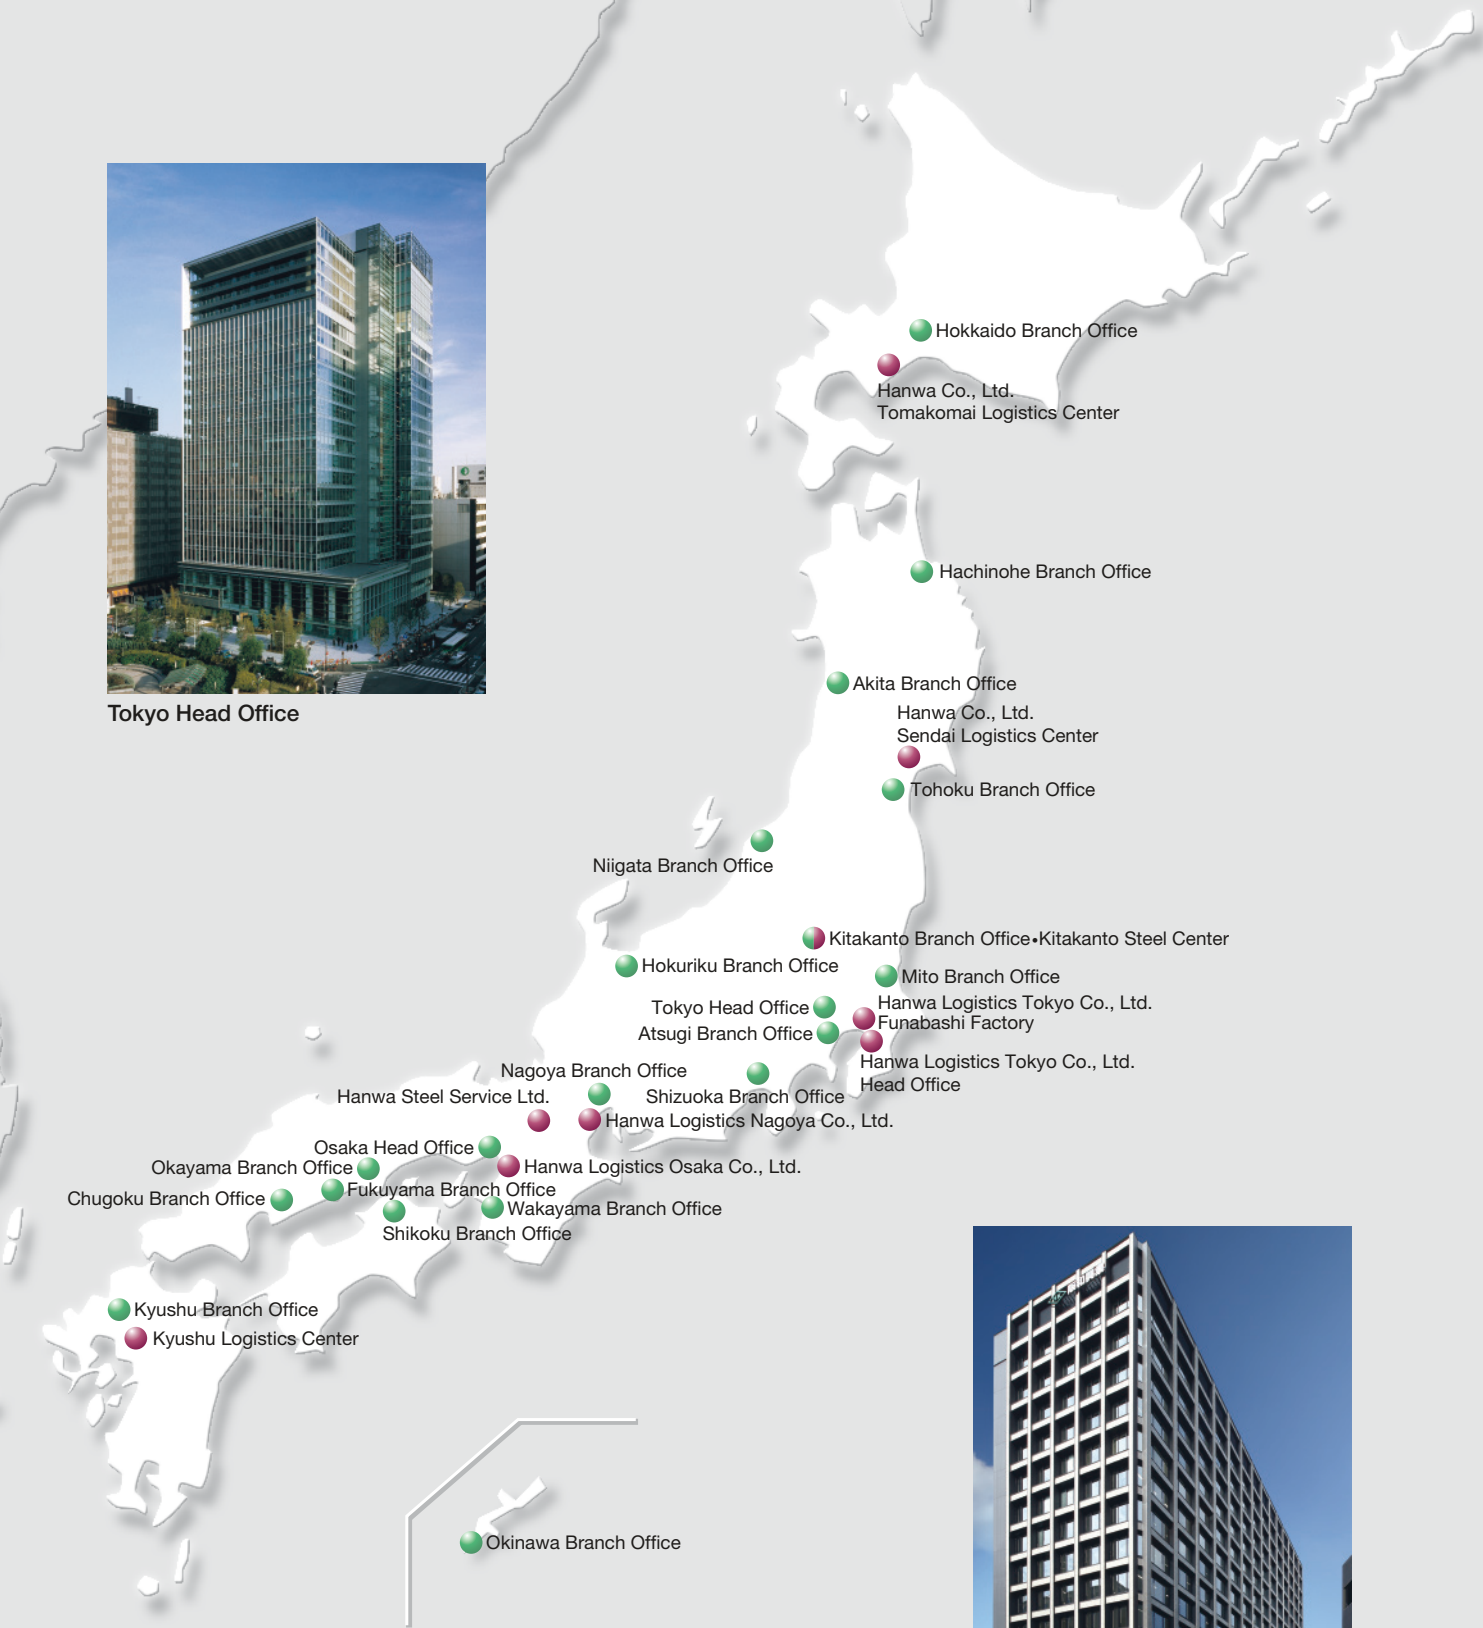 Hokkaido Branch Office
Hanwa Co., Ltd.
Tomakomai Logistics Center
Hachinohe Branch Office
Akita Branch Office
Tokyo Head Office
Hanwa Co., Ltd.
Sendai Logistics Center
Tohoku Branch Office
Niigata Branch Office
Kitakanto Branch Office•Kitakanto Steel Center
Hokuriku Branch Office
Mito Branch Office
Tokyo Head Office
Hanwa Logistics Tokyo Co., Ltd.
Funabashi Factory
Atsugi Branch Office
Hanwa Logistics Tokyo Co., Ltd.
Head Office
Nagoya Branch Office
Shizuoka Branch Office
Hanwa Steel Service Ltd.
Hanwa Logistics Nagoya Co., Ltd.
Osaka Head Office
Hanwa Logistics Osaka Co., Ltd.
Okayama Branch Office
Fukuyama Branch Office
Chugoku Branch Office
Wakayama Branch Office
Shikoku Branch Office
Kyushu Branch Office
Kyushu Logistics Center
Okinawa Branch Office